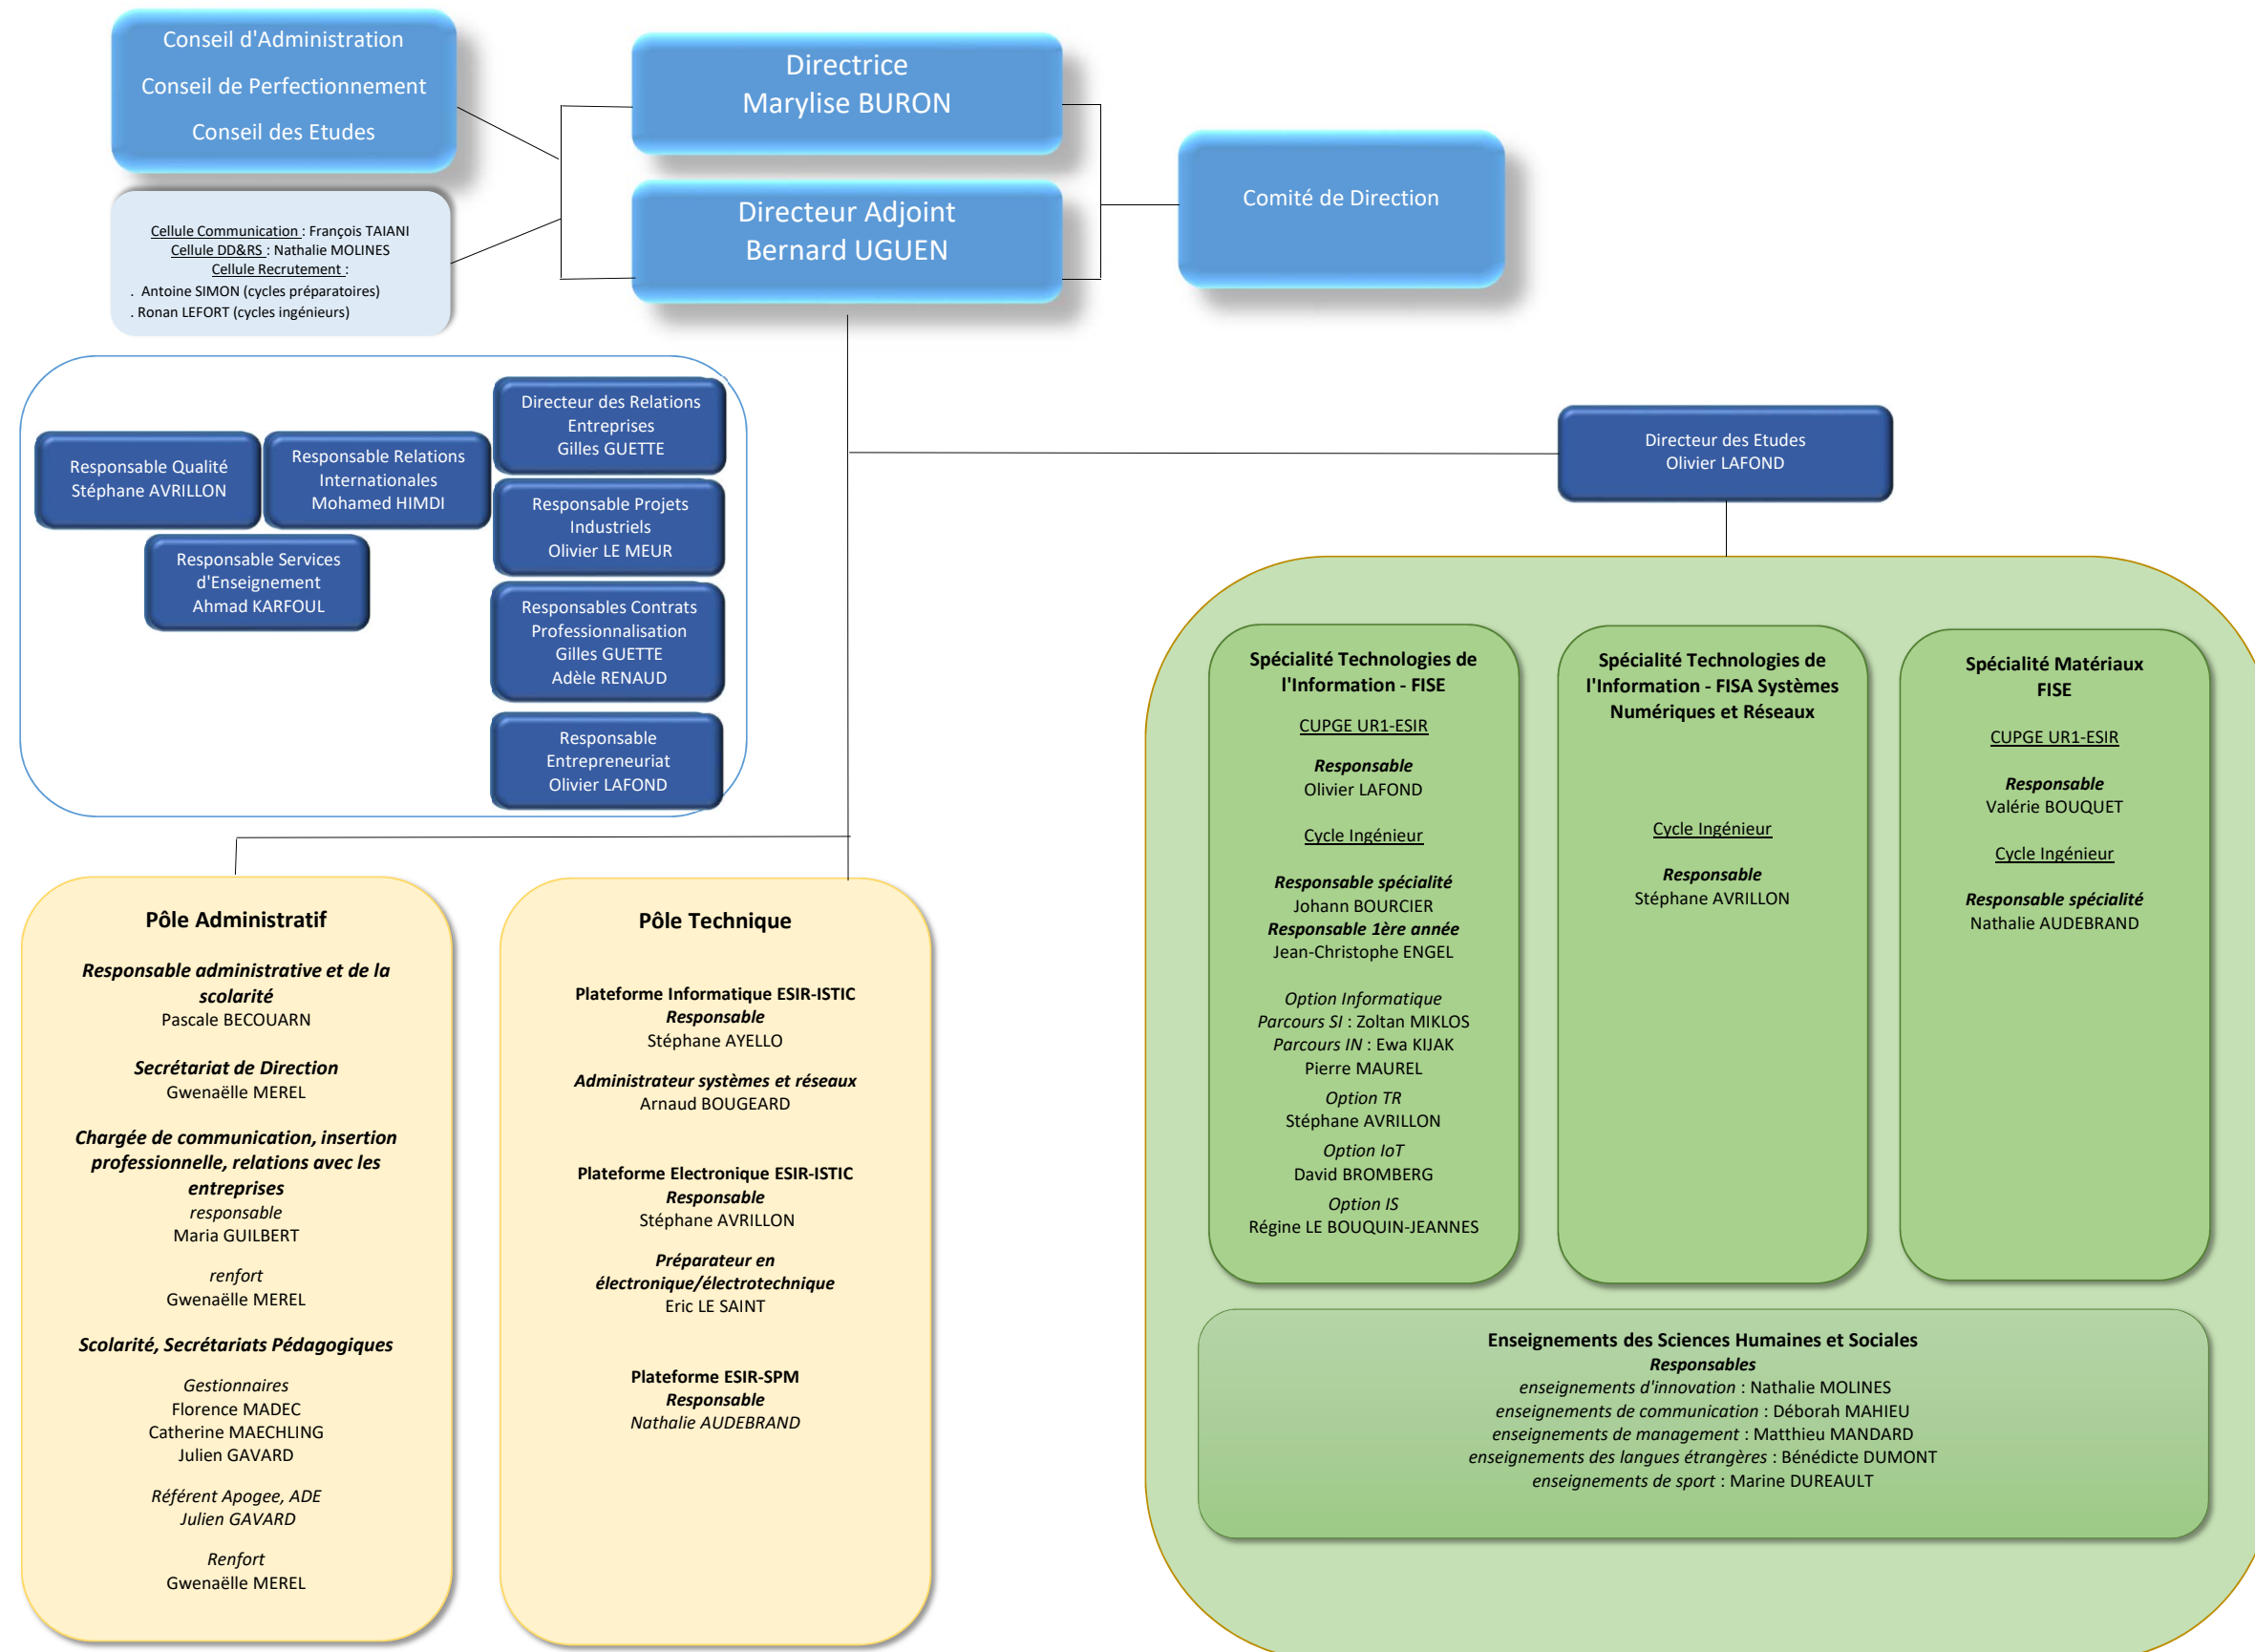 Conseil d'Administration
Conseil de Perfectionnement
Conseil des Etudes
Directrice
Marylise BURON
Directeur Adjoint
Bernard UGUEN
Comité de Direction
Cellule Communication : François TAIANI
Cellule DD&RS : Nathalie MOLINES
Cellule Recrutement :
. Antoine SIMON (cycles préparatoires)
. Ronan LEFORT (cycles ingénieurs)
Responsable Qualité
Stéphane AVRILLON
Responsable Relations
Internationales
Mohamed HIMDI
Responsable Services
d'Enseignement
Ahmad KARFOUL
Directeur des Relations
Entreprises
Gilles GUETTE
Responsable Projets
Industriels
Olivier LE MEUR
Responsables Contrats
Professionnalisation
Gilles GUETTE
Adèle RENAUD
Responsable
Entrepreneuriat
Olivier LAFOND
Directeur des Etudes
Olivier LAFOND
Pôle Administratif
Responsable administrative et de la
scolarité
Pascale BECOUARN
Secrétariat de Direction
Gwenaëlle MEREL
Chargée de communication, insertion
professionnelle, relations avec les
entreprises
responsable
Maria GUILBERT
renfort
Gwenaëlle MEREL
Scolarité, Secrétariats Pédagogiques
Gestionnaires
Florence MADEC
Catherine MAECHLING
Julien GAVARD
Référent Apogee, ADE
Julien GAVARD
Renfort
Gwenaëlle MEREL
Pôle Technique
Plateforme Informatique ESIR-ISTIC
Responsable
Stéphane AYELLO
Administrateur systèmes et réseaux
Arnaud BOUGEARD
Plateforme Electronique ESIR-ISTIC
Responsable
Stéphane AVRILLON
Préparateur en
électronique/électrotechnique
Eric LE SAINT
Plateforme ESIR-SPM
Responsable
Nathalie AUDEBRAND
Spécialité Technologies de
l'Information - FISE
CUPGE UR1-ESIR
Responsable
Olivier LAFOND
Cycle Ingénieur
Responsable spécialité
Johann BOURCIER
Responsable 1ère année
Jean-Christophe ENGEL
Option Informatique
Parcours SI : Zoltan MIKLOS
Parcours IN : Ewa KIJAK
Pierre MAUREL
Option TR
Stéphane AVRILLON
Option IoT
David BROMBERG
Option IS
Régine LE BOUQUIN-JEANNES
Spécialité Technologies de
l'Information - FISA Systèmes
Numériques et Réseaux
Cycle Ingénieur
Responsable
Stéphane AVRILLON
Spécialité Matériaux
FISE
CUPGE UR1-ESIR
Responsable
Valérie BOUQUET
Cycle Ingénieur
Responsable spécialité
Nathalie AUDEBRAND
Enseignements des Sciences Humaines et Sociales
Responsables
enseignements d'innovation : Nathalie MOLINES
enseignements de communication : Déborah MAHIEU
enseignements de management : Matthieu MANDARD
enseignements des langues étrangères : Bénédicte DUMONT
enseignements de sport : Marine DUREAULT